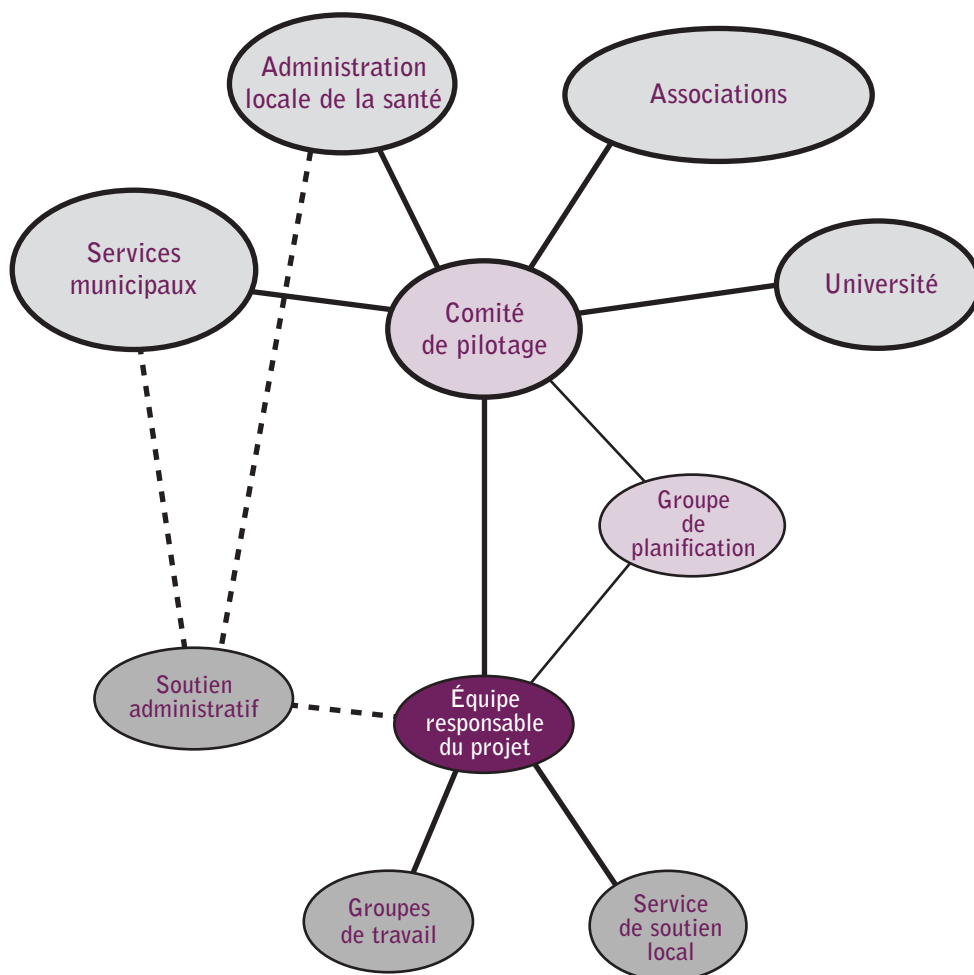 Administration
locale de la santé
Associations
Services
municipaux
Université
Comité
de pilotage
Groupe
de
planification
Soutien
administratif
Équipe
responsable
du projet
Groupes
de travail
Service
de soutien
local